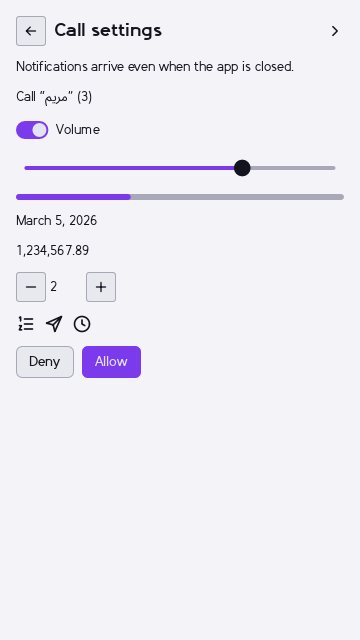 Call settings
Notifications arrive even when the app is closed.
Call “مريم” (3)
Volume
March 5, 2026
1,234,567.89
2
Deny
Allow